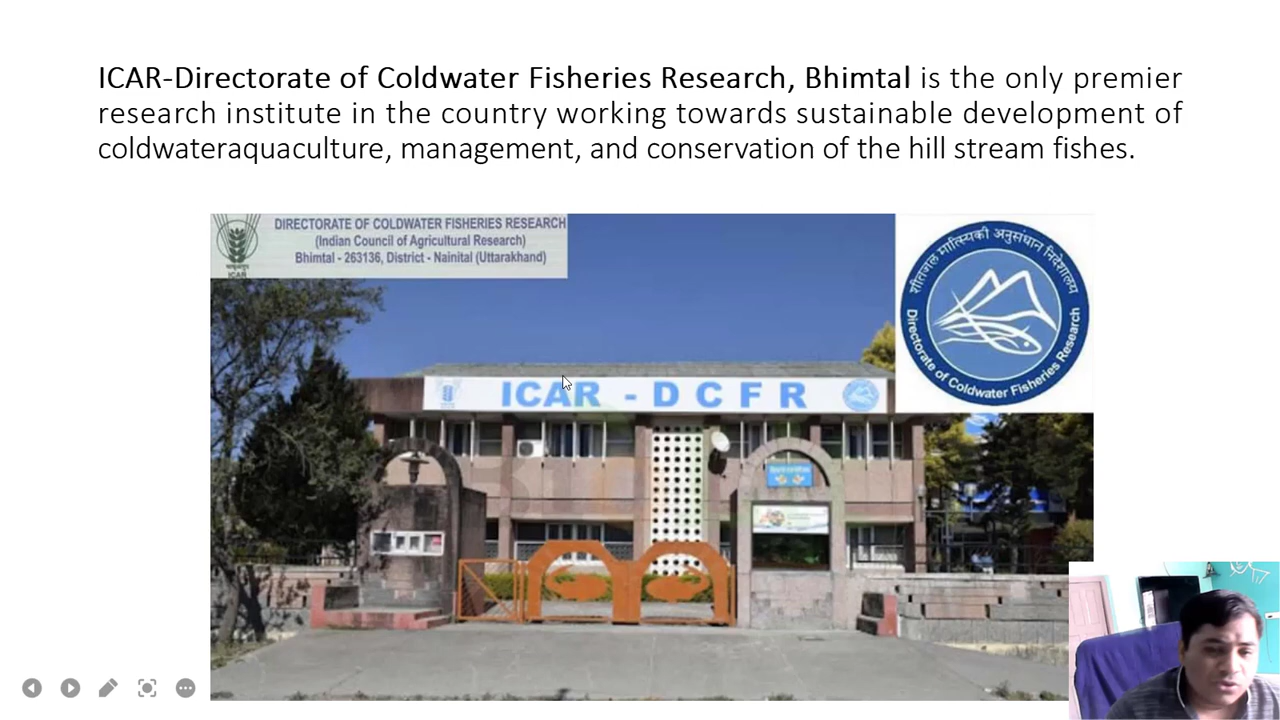 ICAR-Directorate of Coldwater Fisheries Research, Bhimtal is the only premier
research institute in the country working towards sustainable development of
coldwateraquaculture, management, and conservation of the hill stream fishes.
DIRECTORATE OF COLDWATER FISHERIES RESEARCH
(Indian Council of Agricultural Research)
Bhimtal - 263136, District - Nainital (Uttarakhand)
ICAR
शीतजल मात्स्यिकी अनुसंधान निदेशालय
Directorate of Coldwater Fisheries Research
ICAR - DCFR